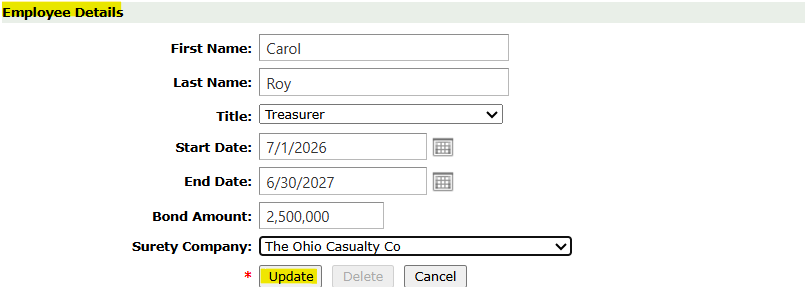 Employee Details
First Name: Carol
Last Name: Roy
Title: Treasurer
Start Date: 7/1/2026
End Date: 6/30/2027
Bond Amount: 2,500,000
Surety Company: The Ohio Casualty Co
* Update Delete Cancel